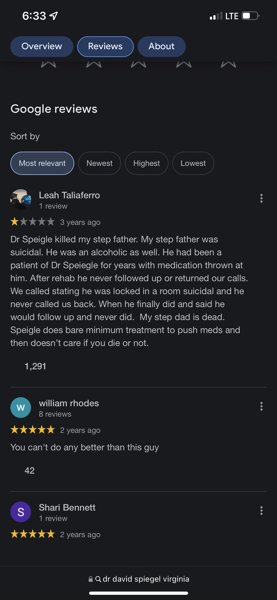 6:33 LTE
Overview Reviews About
Google reviews
Sort by
Most relevant Newest Highest Lowest
Leah Taliaferro
1 review
3 years ago
Dr Speigle killed my step father. My step father was
suicidal. He was an alcoholic as well. He had been a
patient of Dr Speiegle for years with medication thrown at
him. After rehab he never followed up or returned our calls.
We called stating he was locked in a room suicidal and he
never called us back. When he finally did and said he
would follow up and never did.  My step dad is dead.
Speigle does bare minimum treatment to push meds and
then doesn't care if you die or not.
1,291
W
william rhodes
8 reviews
2 years ago
You can't do any better than this guy
42
S
Shari Bennett
1 review
2 years ago
dr david spiegel virginia